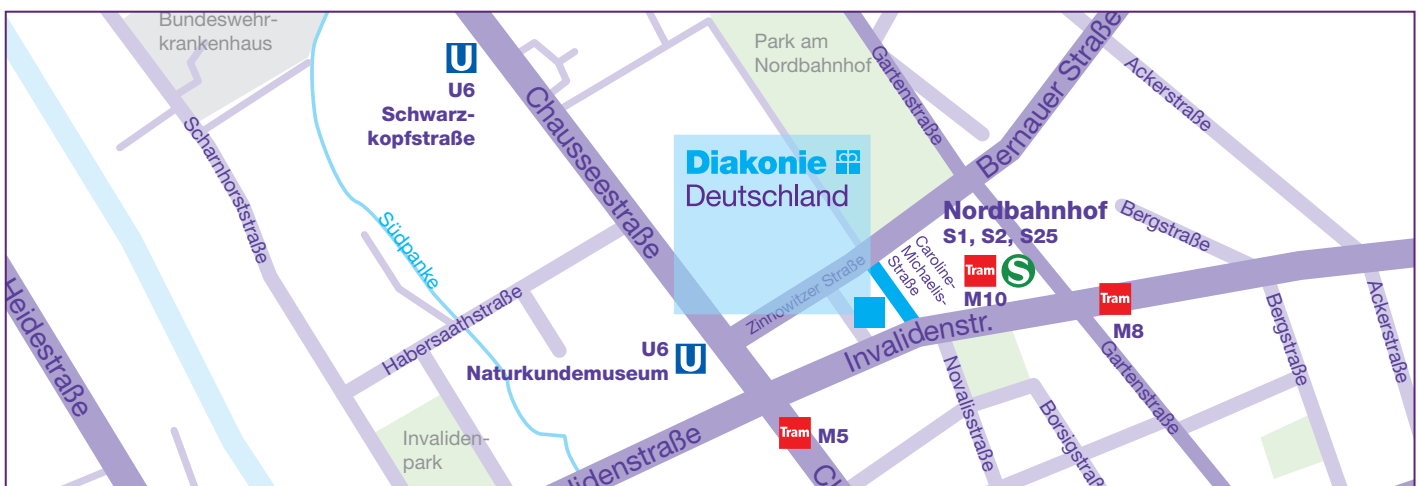 Bundeswehr-
krankenhaus
U
U6
Schwarz-
kopfstraße
Park am
Nordbahnhof
Gartenstraße
Bernauer Straße
Ackerstraße
Scharnhorststraße
Chausseestraße
Diakonie
Deutschland
Südpanke
Nordbahnhof
S1, S2, S25
Tram
S
M10
Bergstraße
Caroline-
Michaelis-
Straße
Zinnowitzer Straße
Heidestraße
Habersaathstraße
Invalidenstr.
Tram
M8
Bergstraße
Ackerstraße
U6
Naturkundemuseum
U
Gartenstraße
Novalisstraße
Borsigstraß
Invaliden-
park
Tram
M5
lidenstraße
Ch